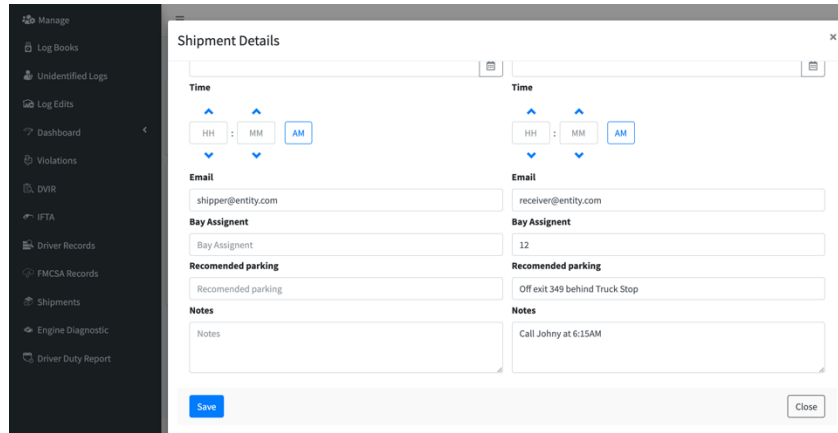 Manage
Log Books
Unidentified Logs
Log Edits
Dashboard
Violations
DVIR
IFTA
Driver Records
FMCSA Records
Shipments
Engine Diagnostic
Driver Duty Report
Shipment Details ×
Time Time
HH : MM AM HH : MM AM
Email Email
shipper@entity.com receiver@entity.com
Bay Assignent Bay Assignent
Bay Assignent 12
Recomended parking Recomended parking
Recomended parking Off exit 349 behind Truck Stop
Notes Notes
Notes Call Johny at 6:15AM
Save Close